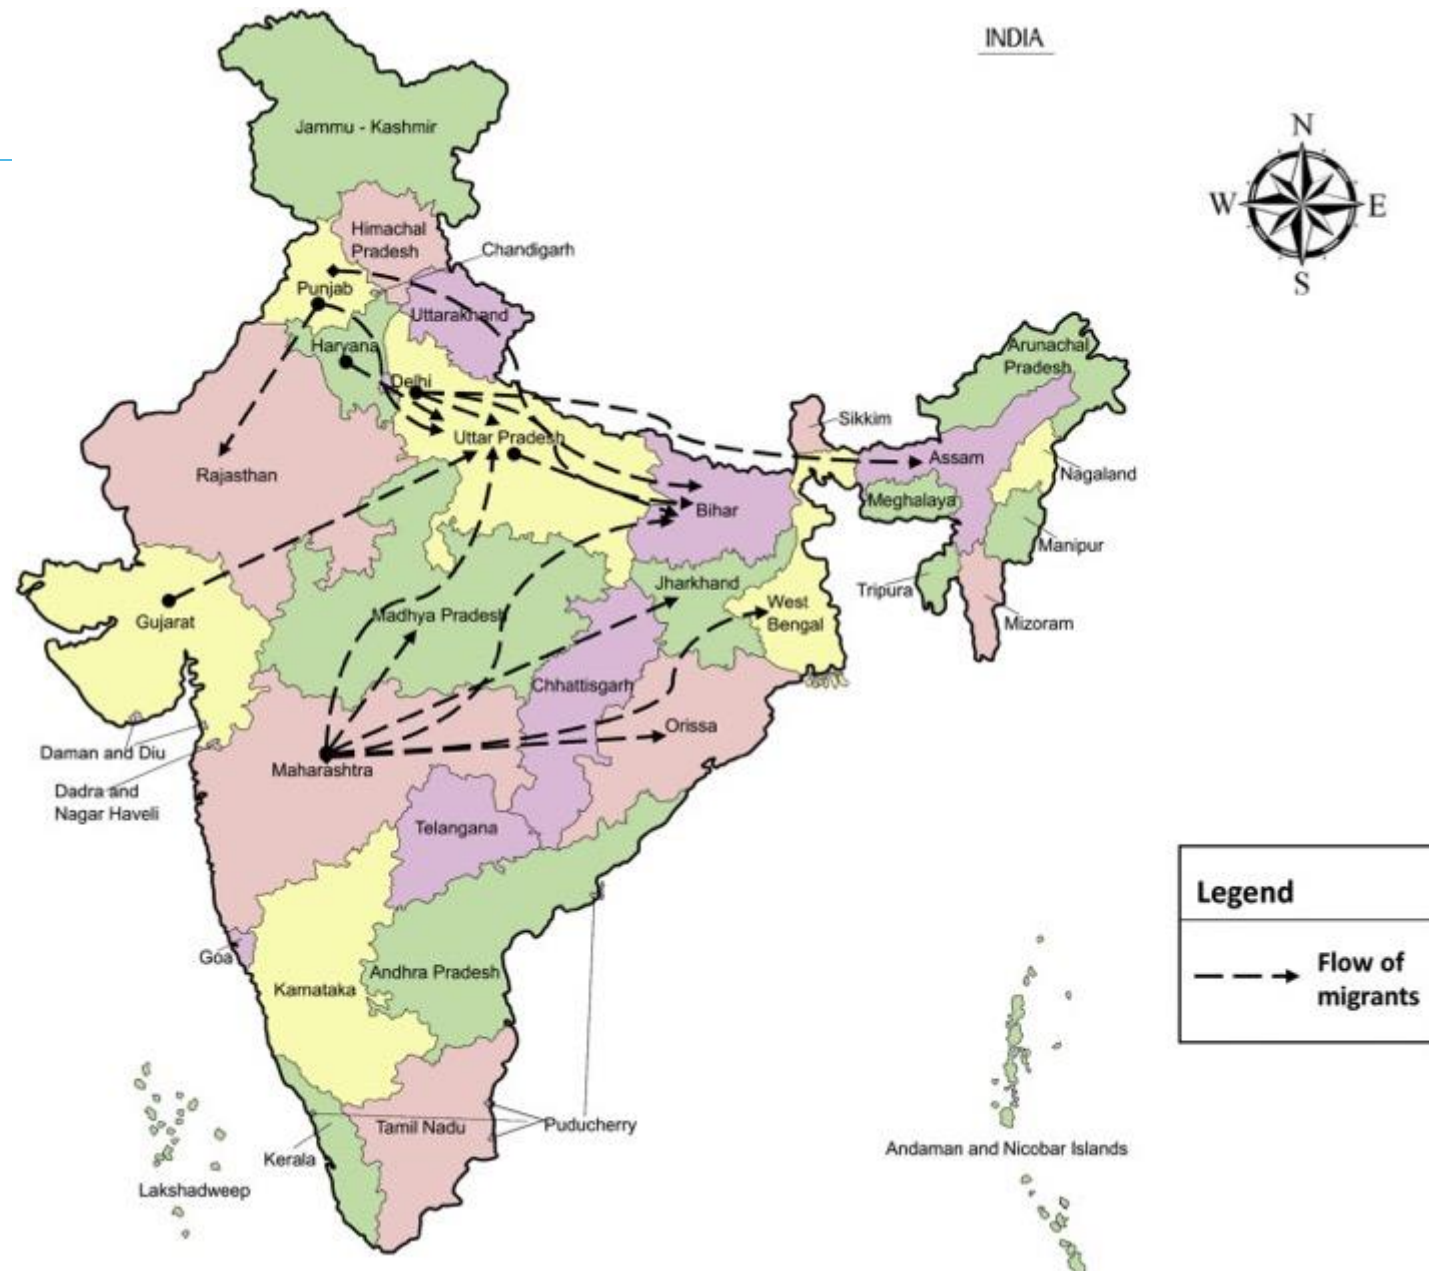 INDIA
N
W
E
S
Jammu - Kashmir
Himachal
Pradesh
Chandigarh
Punjab
Uttarakhand
Haryana
Delhi
Uttar Pradesh
Rajasthan
Bihar
Sikkim
Arunachal
Pradesh
Assam
Nagaland
Meghalaya
Manipur
Tripura
Mizoram
Jharkhand
West
Bengal
Gujarat
Madhya Pradesh
Chhattisgarh
Orissa
Daman and Diu
Dadra and
Nagar Haveli
Maharashtra
Telangana
Goa
Karnataka
Andhra Pradesh
Kerala
Tamil Nadu
Puducherry
Lakshadweep
Andaman and Nicobar Islands
Legend
Flow of
migrants